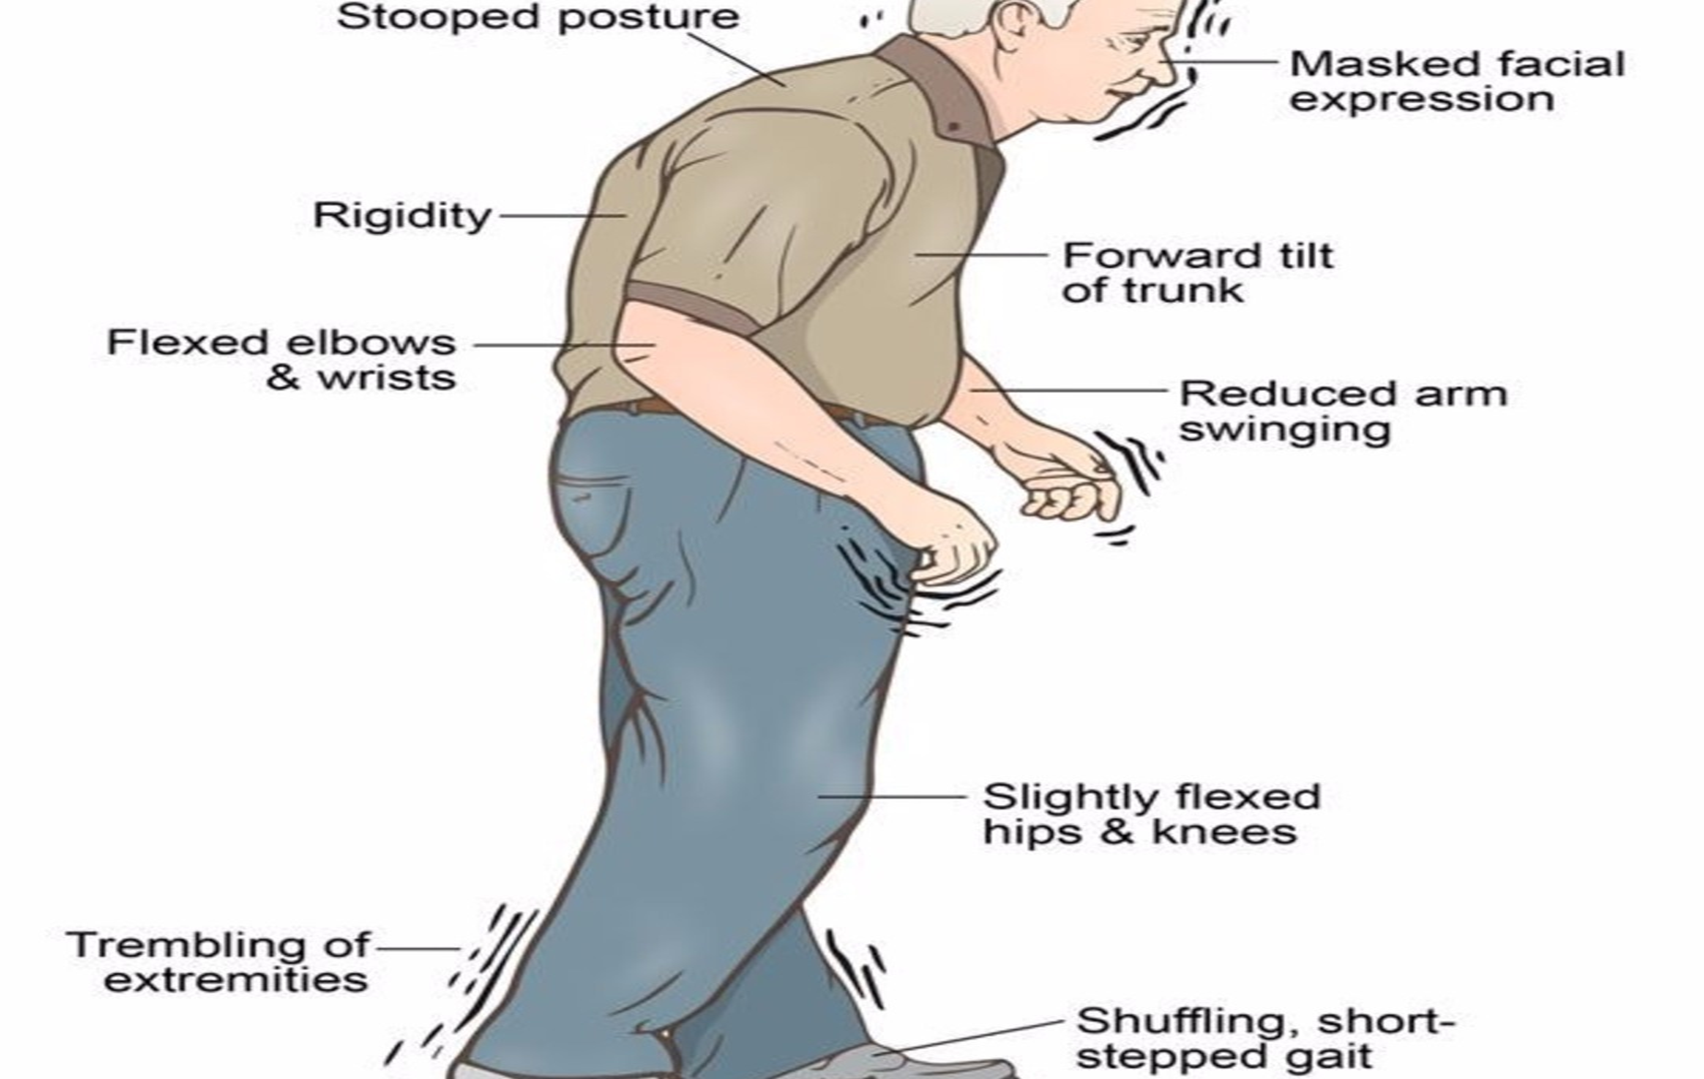 Stooped posture
Masked facial
expression
Rigidity
Forward tilt
of trunk
Flexed elbows
& wrists
Reduced arm
swinging
Slightly flexed
hips & knees
Trembling of
extremities
Shuffling, short-
stepped gait